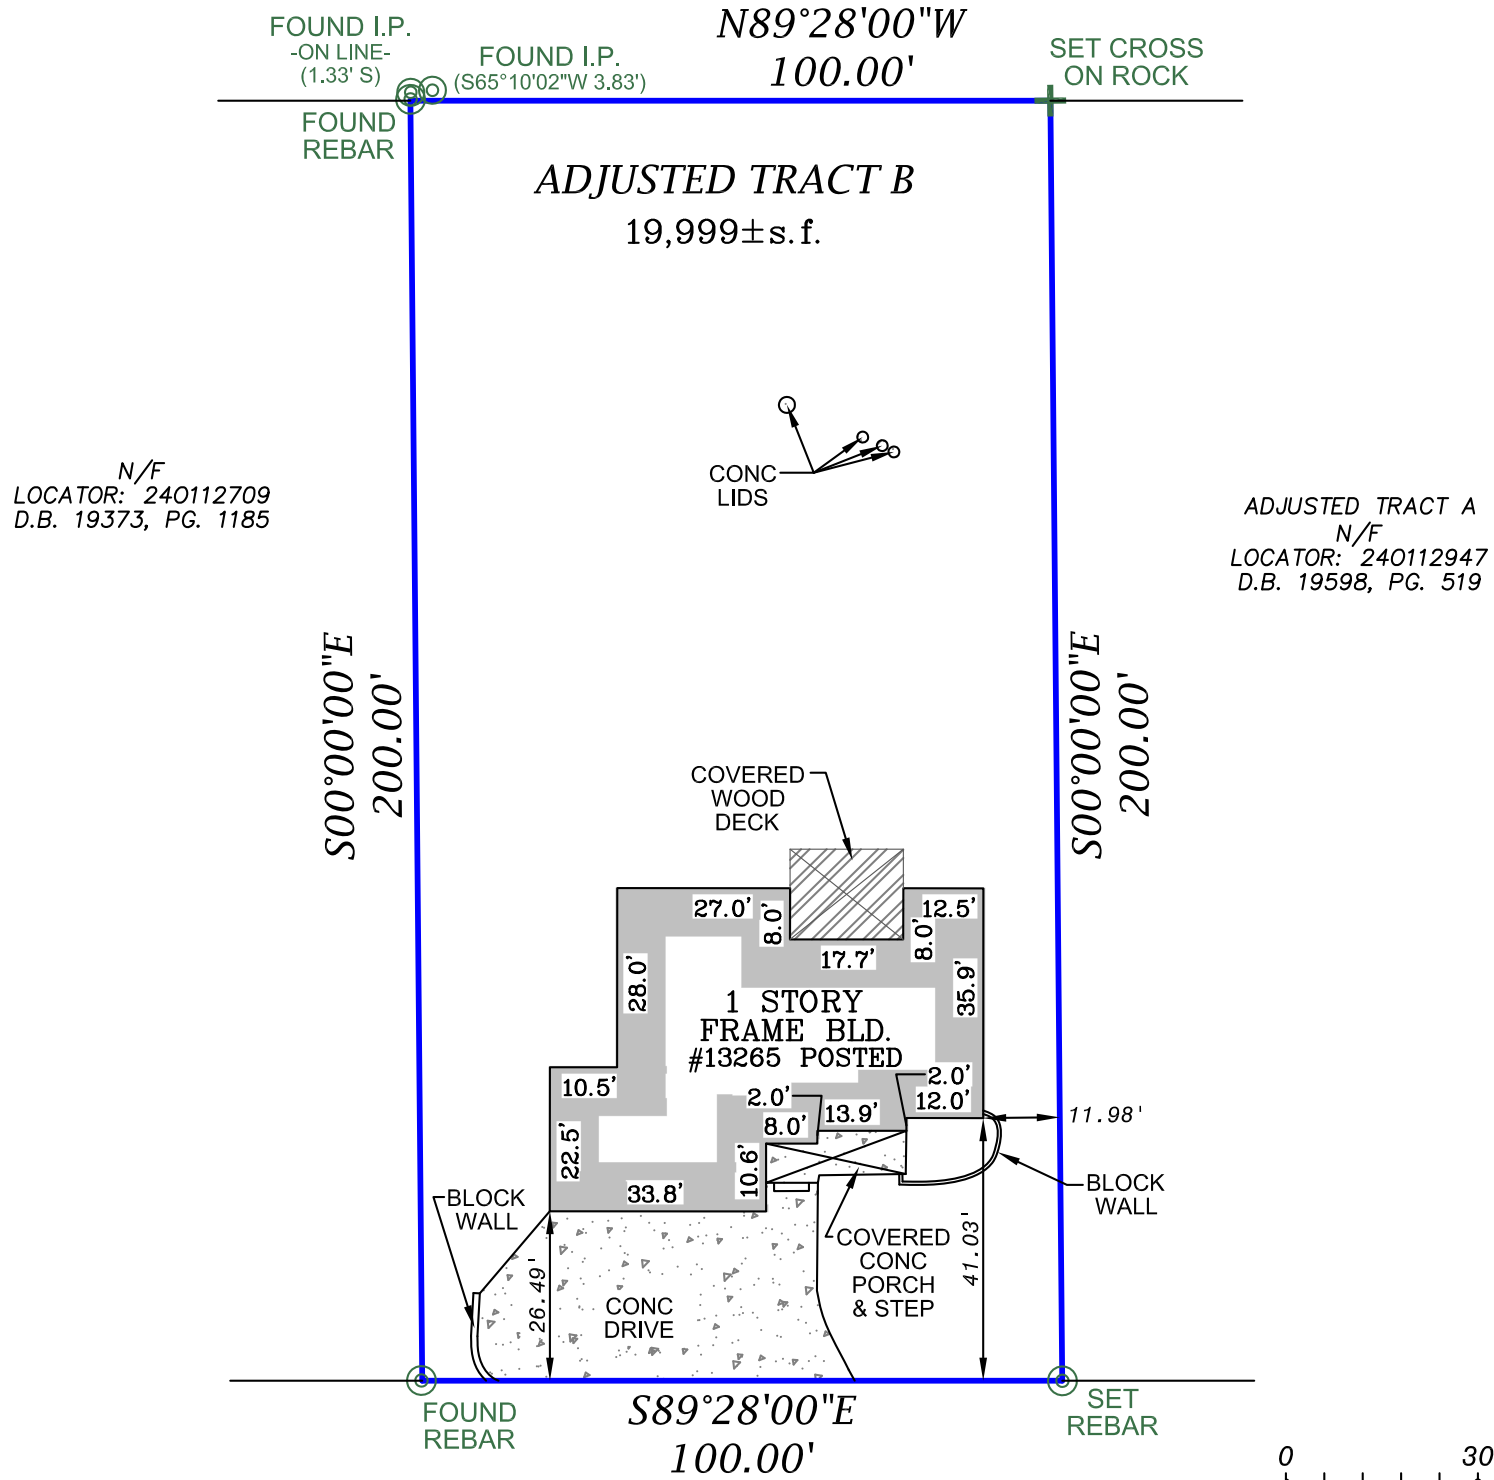 N89°28'00"W
100.00'
FOUND I.P.
-ON LINE-
(1.33' S)
FOUND I.P.
(S65°10'02"W 3.83')
SET CROSS
ON ROCK
FOUND
REBAR
ADJUSTED TRACT B
19,999±s.f.
CONC
LIDS
N/F
LOCATOR: 240112709
D.B. 19373, PG. 1185
ADJUSTED TRACT A
N/F
LOCATOR: 240112947
D.B. 19598, PG. 519
S00°00'00"E
200.00'
S00°00'00"E
200.00'
COVERED
WOOD
DECK
27.0'
8.0'
12.5'
8.0'
17.7'
28.0'
35.9'
1 STORY
FRAME BLD.
#13265 POSTED
10.5'
2.0'
8.0'
13.9'
2.0'
12.0'
11.98'
22.5'
10.6'
33.8'
BLOCK
WALL
BLOCK
WALL
COVERED
CONC
PORCH
& STEP
41.03'
26.49'
CONC
DRIVE
FOUND
REBAR
S89°28'00"E
100.00'
SET
REBAR
0 30